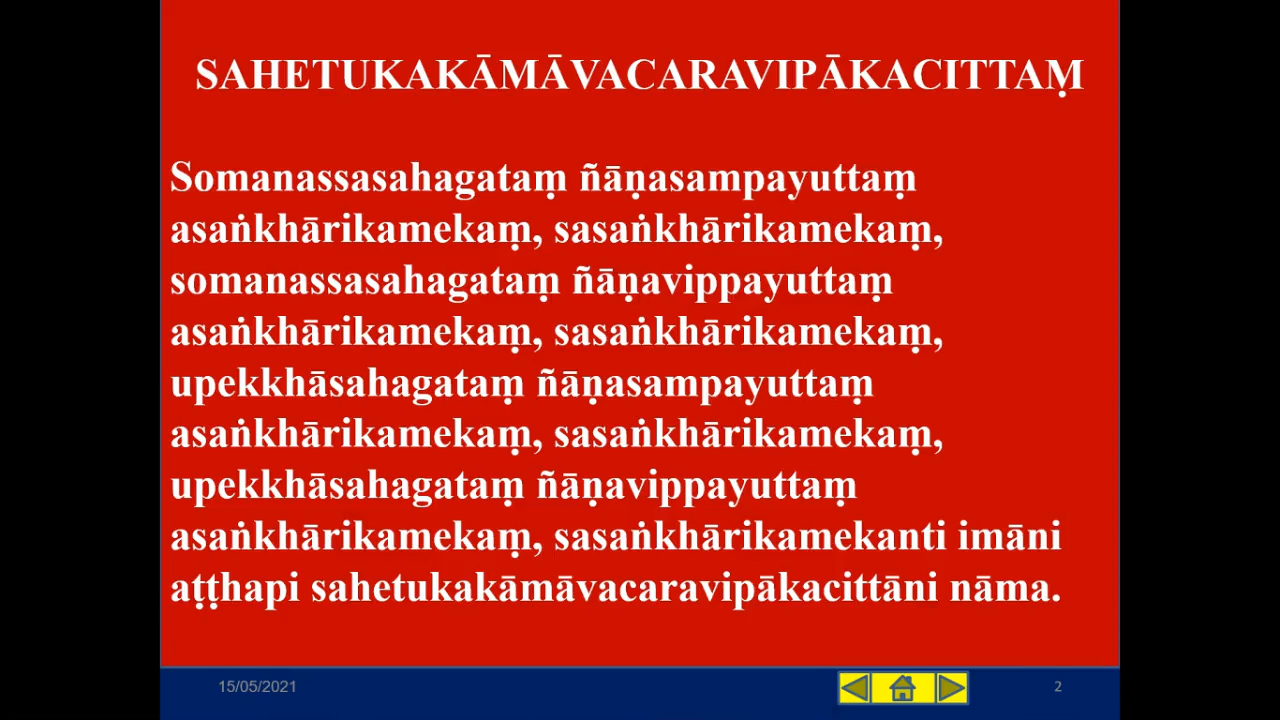 SAHETUKAKĀMĀVACARAVIPĀKACITTAṂ
Somanassasahagataṃ ñāṇasampayuttaṃ
asaṅkhārikamekaṃ, sasaṅkhārikamekaṃ,
somanassasahagataṃ ñāṇavippayuttaṃ
asaṅkhārikamekaṃ, sasaṅkhārikamekaṃ,
upekkhāsahagataṃ ñāṇasampayuttaṃ
asaṅkhārikamekaṃ, sasaṅkhārikamekaṃ,
upekkhāsahagataṃ ñāṇavippayuttaṃ
asaṅkhārikamekaṃ, sasaṅkhārikamekanti imāni
aṭṭhapi sahetukakāmāvacaravipākacittāni nāma.
15/05/2021
2